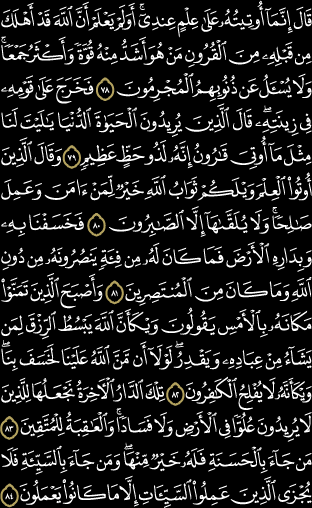 قَالَ إِنَّمَآ أُوتِيتُهُۥ عَلَىٰ عِلْمٍ عِندِىٓ ۚ أَوَلَمْ يَعْلَمْ أَنَّ ٱللَّهَ قَدْ أَهْلَكَ
مِن قَبْلِهِۦ مِنَ ٱلْقُرُونِ مَنْ هُوَ أَشَدُّ مِنْهُ قُوَّةً وَأَكْثَرُ جَمْعًا ۚ
وَلَا يُسْـَٔلُ عَن ذُنُوبِهِمُ ٱلْمُجْرِمُونَ ٧٨ فَخَرَجَ عَلَىٰ قَوْمِهِۦ
فِى زِينَتِهِۦ ۖ قَالَ ٱلَّذِينَ يُرِيدُونَ ٱلْحَيَوٰةَ ٱلدُّنْيَا يَـٰلَيْتَ لَنَا
مِثْلَ مَآ أُوتِىَ قَـٰرُونُ إِنَّهُۥ لَذُو حَظٍّ عَظِيمٍ ٧٩ وَقَالَ ٱلَّذِينَ
أُوتُوا۟ ٱلْعِلْمَ وَيْلَكُمْ ثَوَابُ ٱللَّهِ خَيْرٌ لِّمَنْ ءَامَنَ وَعَمِلَ
صَـٰلِحًا ۚ وَلَا يُلَقَّىٰهَآ إِلَّا ٱلصَّـٰبِرُونَ ٨٠ فَخَسَفْنَا بِهِۦ
وَبِدَارِهِ ٱلْأَرْضَ فَمَا كَانَ لَهُۥ مِن فِئَةٍ يَنصُرُونَهُۥ مِن دُونِ
ٱللَّهِ وَمَا كَانَ مِنَ ٱلْمُنتَصِرِينَ ٨١ وَأَصْبَحَ ٱلَّذِينَ تَمَنَّوْا۟
مَكَانَهُۥ بِٱلْأَمْسِ يَقُولُونَ وَيْكَأَنَّ ٱللَّهَ يَبْسُطُ ٱلرِّزْقَ لِمَن
يَشَآءُ مِنْ عِبَادِهِۦ وَيَقْدِرُ ۖ لَوْلَآ أَن مَّنَّ ٱللَّهُ عَلَيْنَا لَخَسَفَ بِنَا ۖ
وَيْكَأَنَّهُۥ لَا يُفْلِحُ ٱلْكَـٰفِرُونَ ٨٢ تِلْكَ ٱلدَّارُ ٱلْـَٔاخِرَةُ نَجْعَلُهَا لِلَّذِينَ
لَا يُرِيدُونَ عُلُوًّا فِى ٱلْأَرْضِ وَلَا فَسَادًا ۚ وَٱلْعَـٰقِبَةُ لِلْمُتَّقِينَ ٨٣
مَن جَآءَ بِٱلْحَسَنَةِ فَلَهُۥ خَيْرٌ مِّنْهَا ۖ وَمَن جَآءَ بِٱلسَّيِّئَةِ فَلَا
يُجْزَى ٱلَّذِينَ عَمِلُوا۟ ٱلسَّيِّـَٔاتِ إِلَّا مَا كَانُوا۟ يَعْمَلُونَ ٨٤